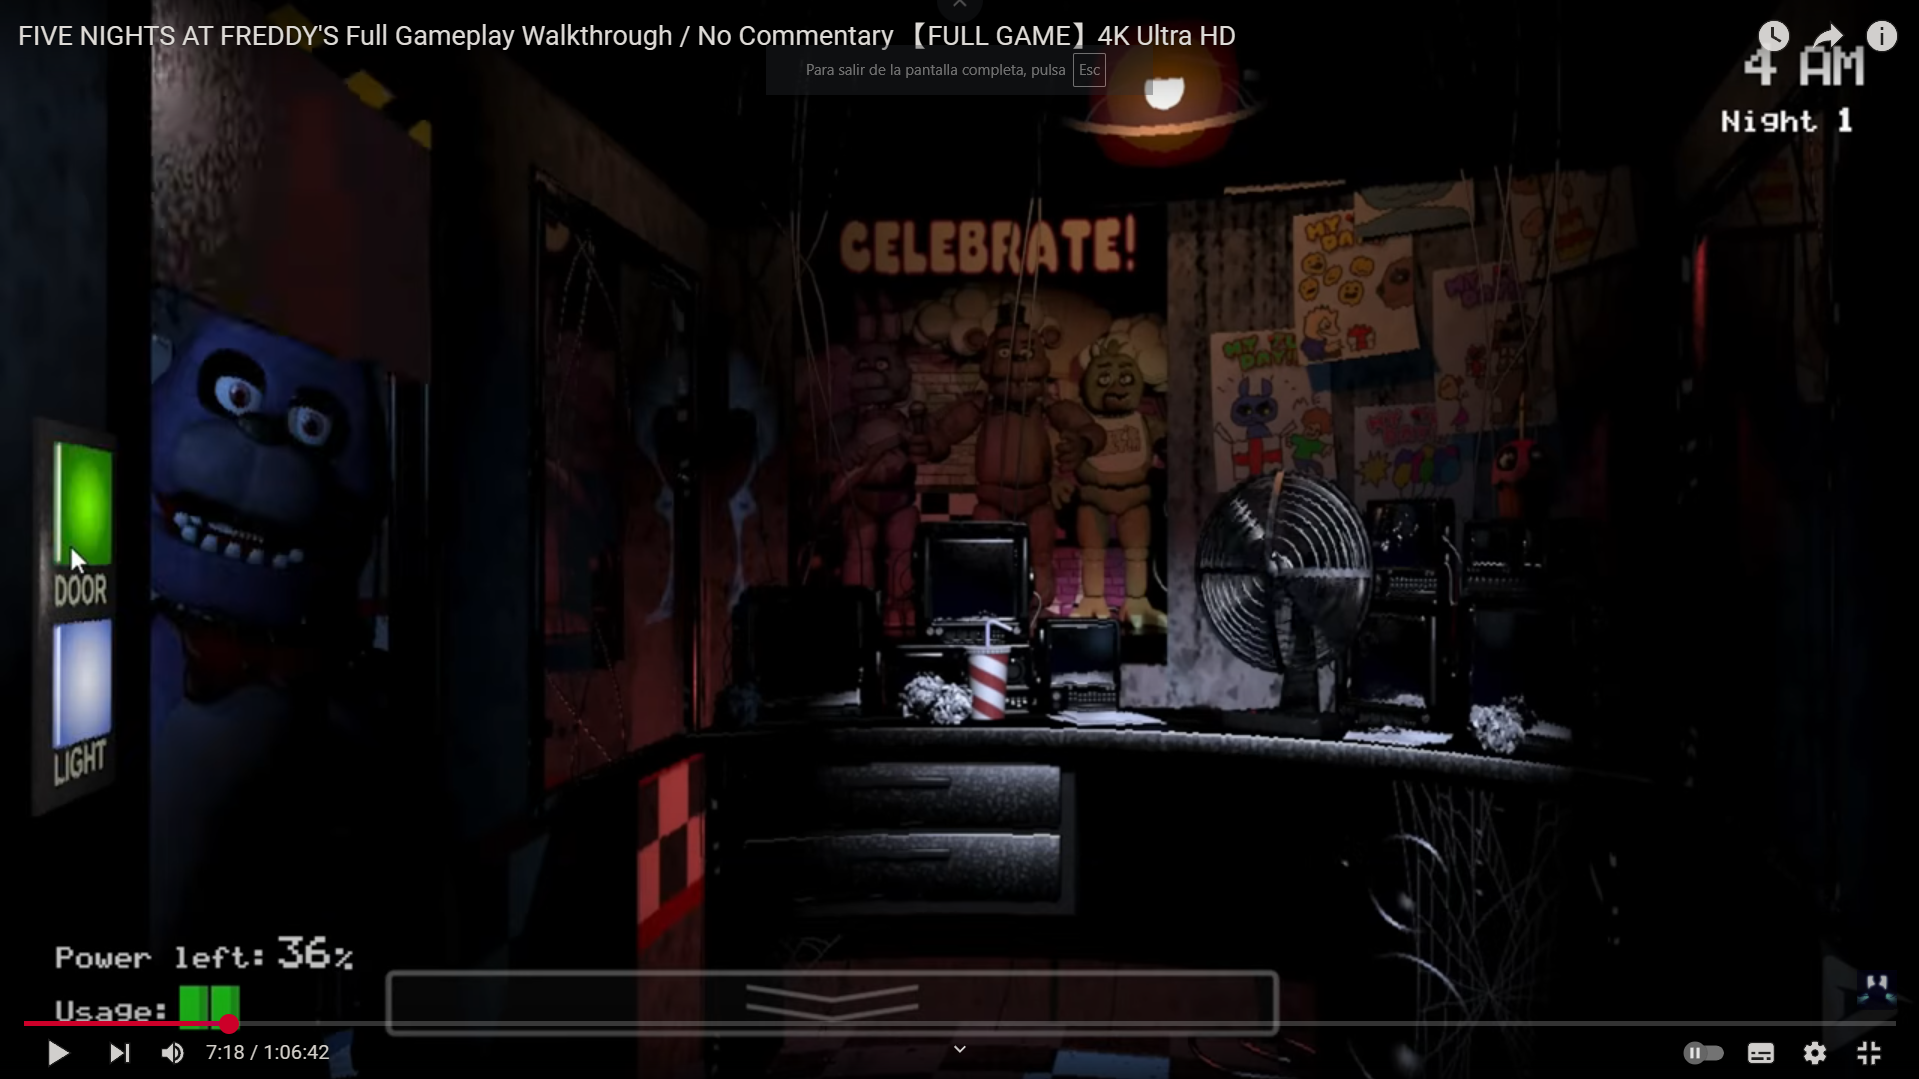 FIVE NIGHTS AT FREDDY'S Full Gameplay Walkthrough / No Commentary 【FULL GAME】4K Ultra HD
Para salir de la pantalla completa, pulsa Esc
4 AM
Night 1
CELEBRATE!
MY
DA
DOOR
LIGHT
Power left: 36%
Usage:
7:18 / 1:06:42